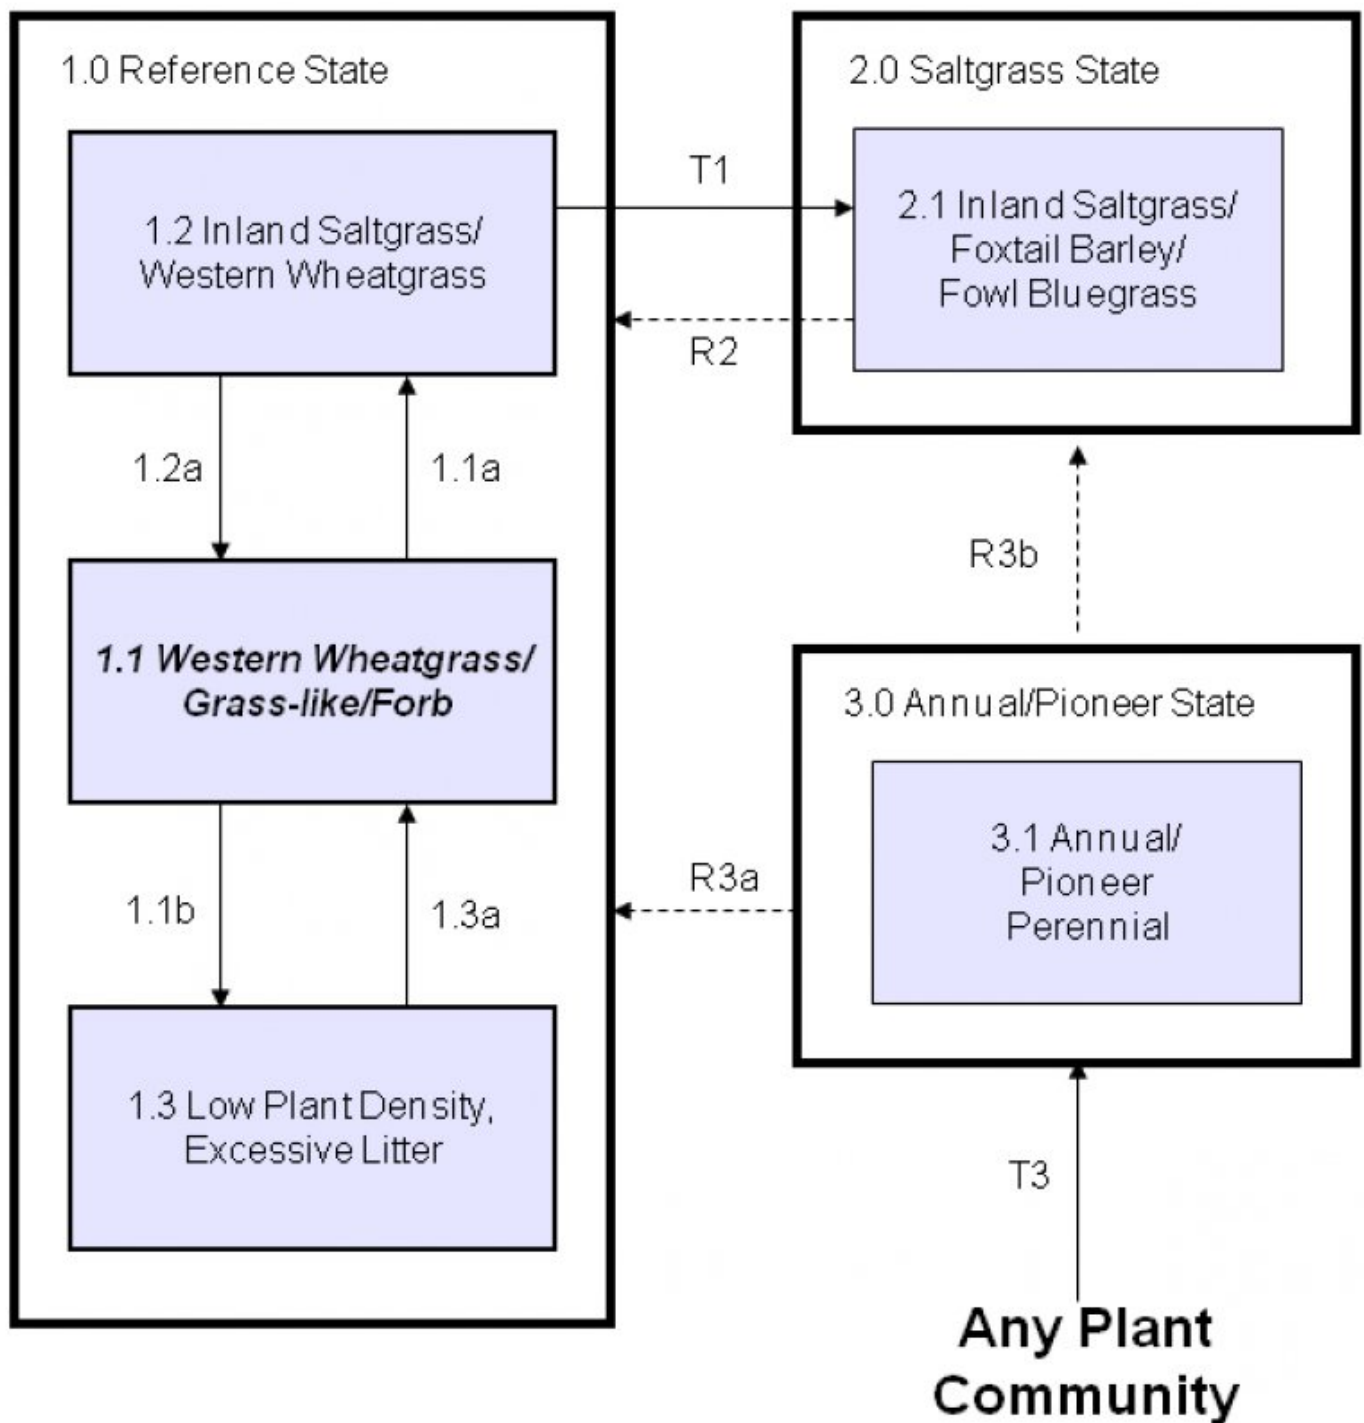 1.0 Reference State
1.2 Inland Saltgrass/
Western Wheatgrass
1.2a
1.1a
1.1 Western Wheatgrass/
Grass-like/Forb
1.1b
1.3a
1.3 Low Plant Density,
Excessive Litter
T1
R2
2.0 Saltgrass State
2.1 Inland Saltgrass/
Foxtail Barley/
Fowl Bluegrass
R3b
R3a
3.0 Annual/Pioneer State
3.1 Annual/
Pioneer
Perennial
T3
Any Plant
Community